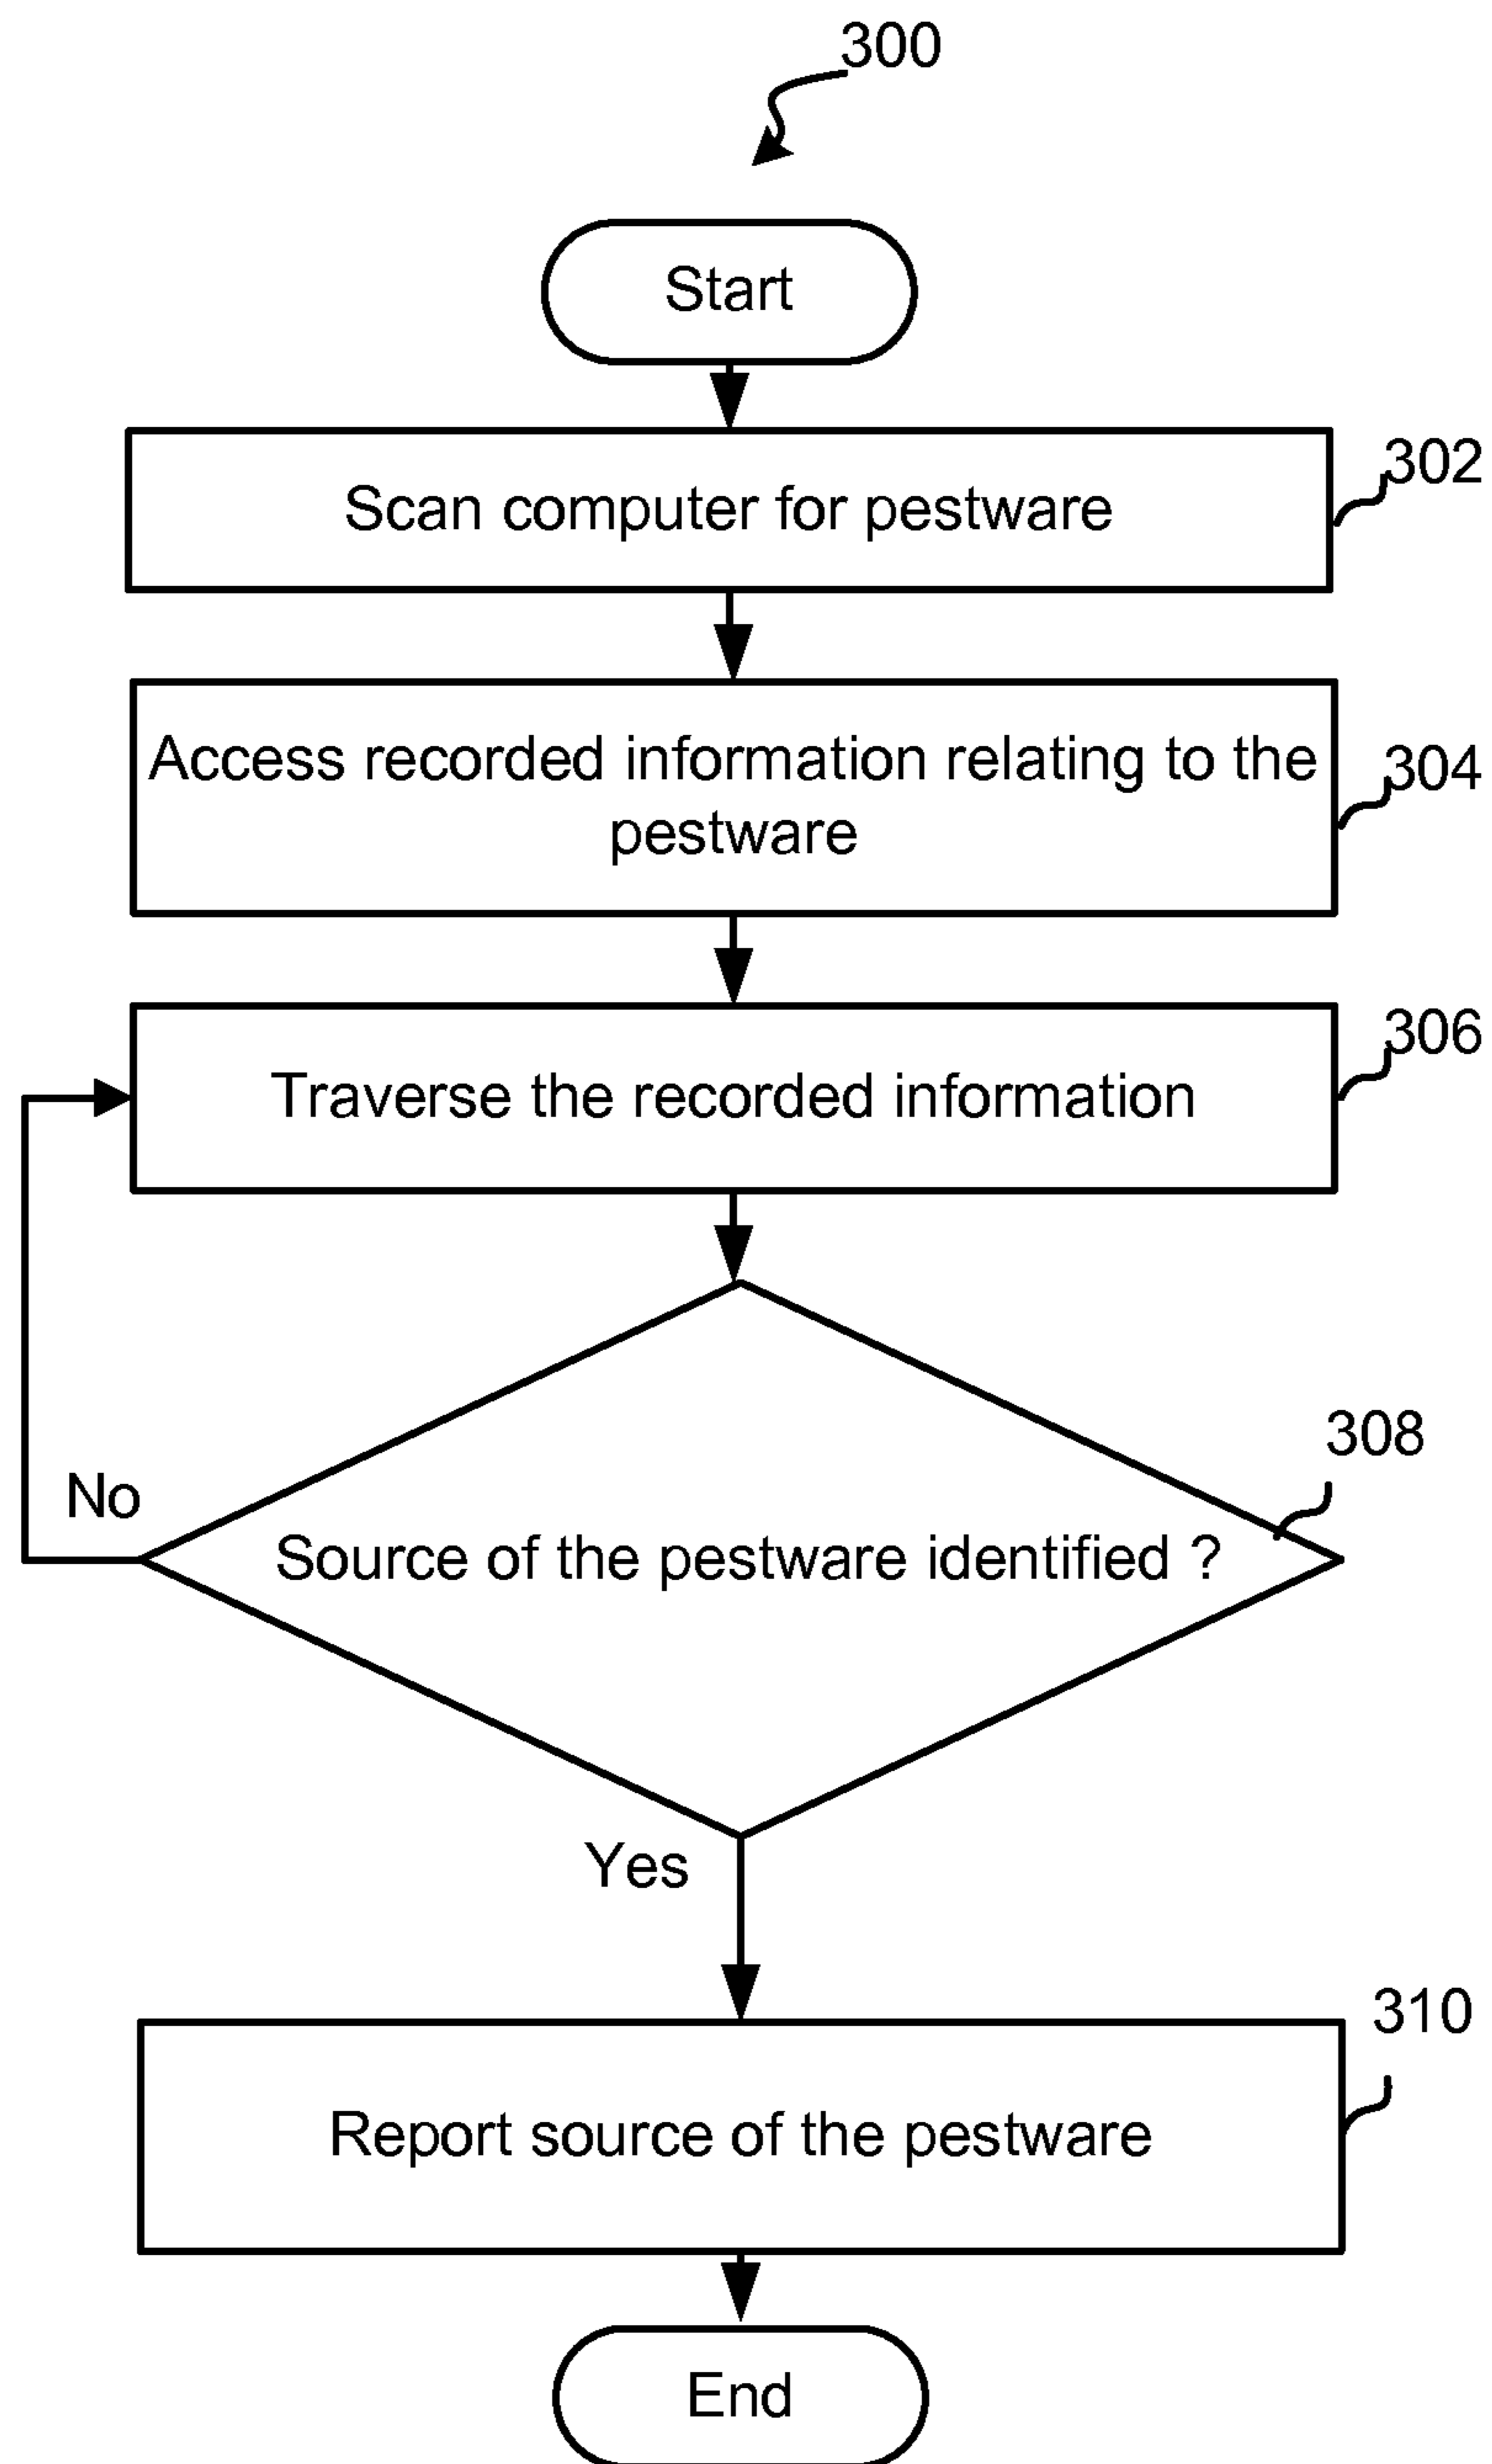 300
Start
302
Scan computer for pestware
304
Access recorded information relating to the
pestware
306
Traverse the recorded information
308
No
Source of the pestware identified ?
Yes
310
Report source of the pestware
End